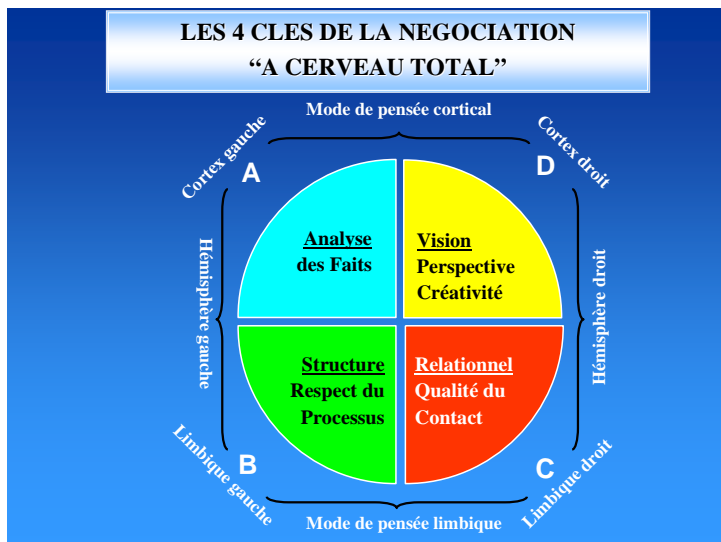 LES 4 CLES DE LA NEGOCIATION
“A CERVEAU TOTAL”
Mode de pensée cortical
Cortex gauche
Cortex droit
A
D
Analyse
des Faits
Vision
Perspective
Créativité
Hémisphère gauche
Hémisphère droit
Structure
Respect du
Processus
Relationnel
Qualité du
Contact
B
C
Limbique gauche
Limbique droit
Mode de pensée limbique